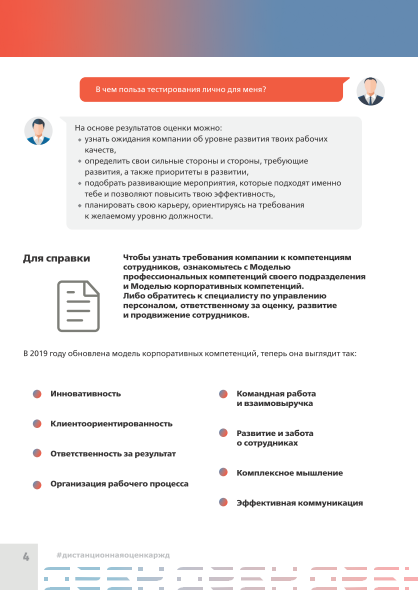 В чем польза тестирования лично для меня?
На основе результатов оценки можно:
узнать ожидания компании об уровне развития твоих рабочих
качеств,
определить свои сильные стороны и стороны, требующие
развития, а также приоритеты в развитии,
подобрать развивающие мероприятия, которые подходят именно
тебе и позволяют повысить твою эффективность,
планировать свою карьеру, ориентируясь на требования
к желаемому уровню должности.
Для справки
Чтобы узнать требования компании к компетенциям
сотрудников, ознакомьтесь с Моделью
профессиональных компетенций своего подразделения
и Моделью корпоративных компетенций.
Либо обратитесь к специалисту по управлению
персоналом, ответственному за оценку, развитие
и продвижение сотрудников.
В 2019 году обновлена модель корпоративных компетенций, теперь она выглядит так:
Инновативность
Клиентоориентированность
Ответственность за результат
Организация рабочего процесса
Командная работа
и взаимовыручка
Развитие и забота
о сотрудниках
Комплексное мышление
Эффективная коммуникация
4
#дистанционнаяоценкаржд